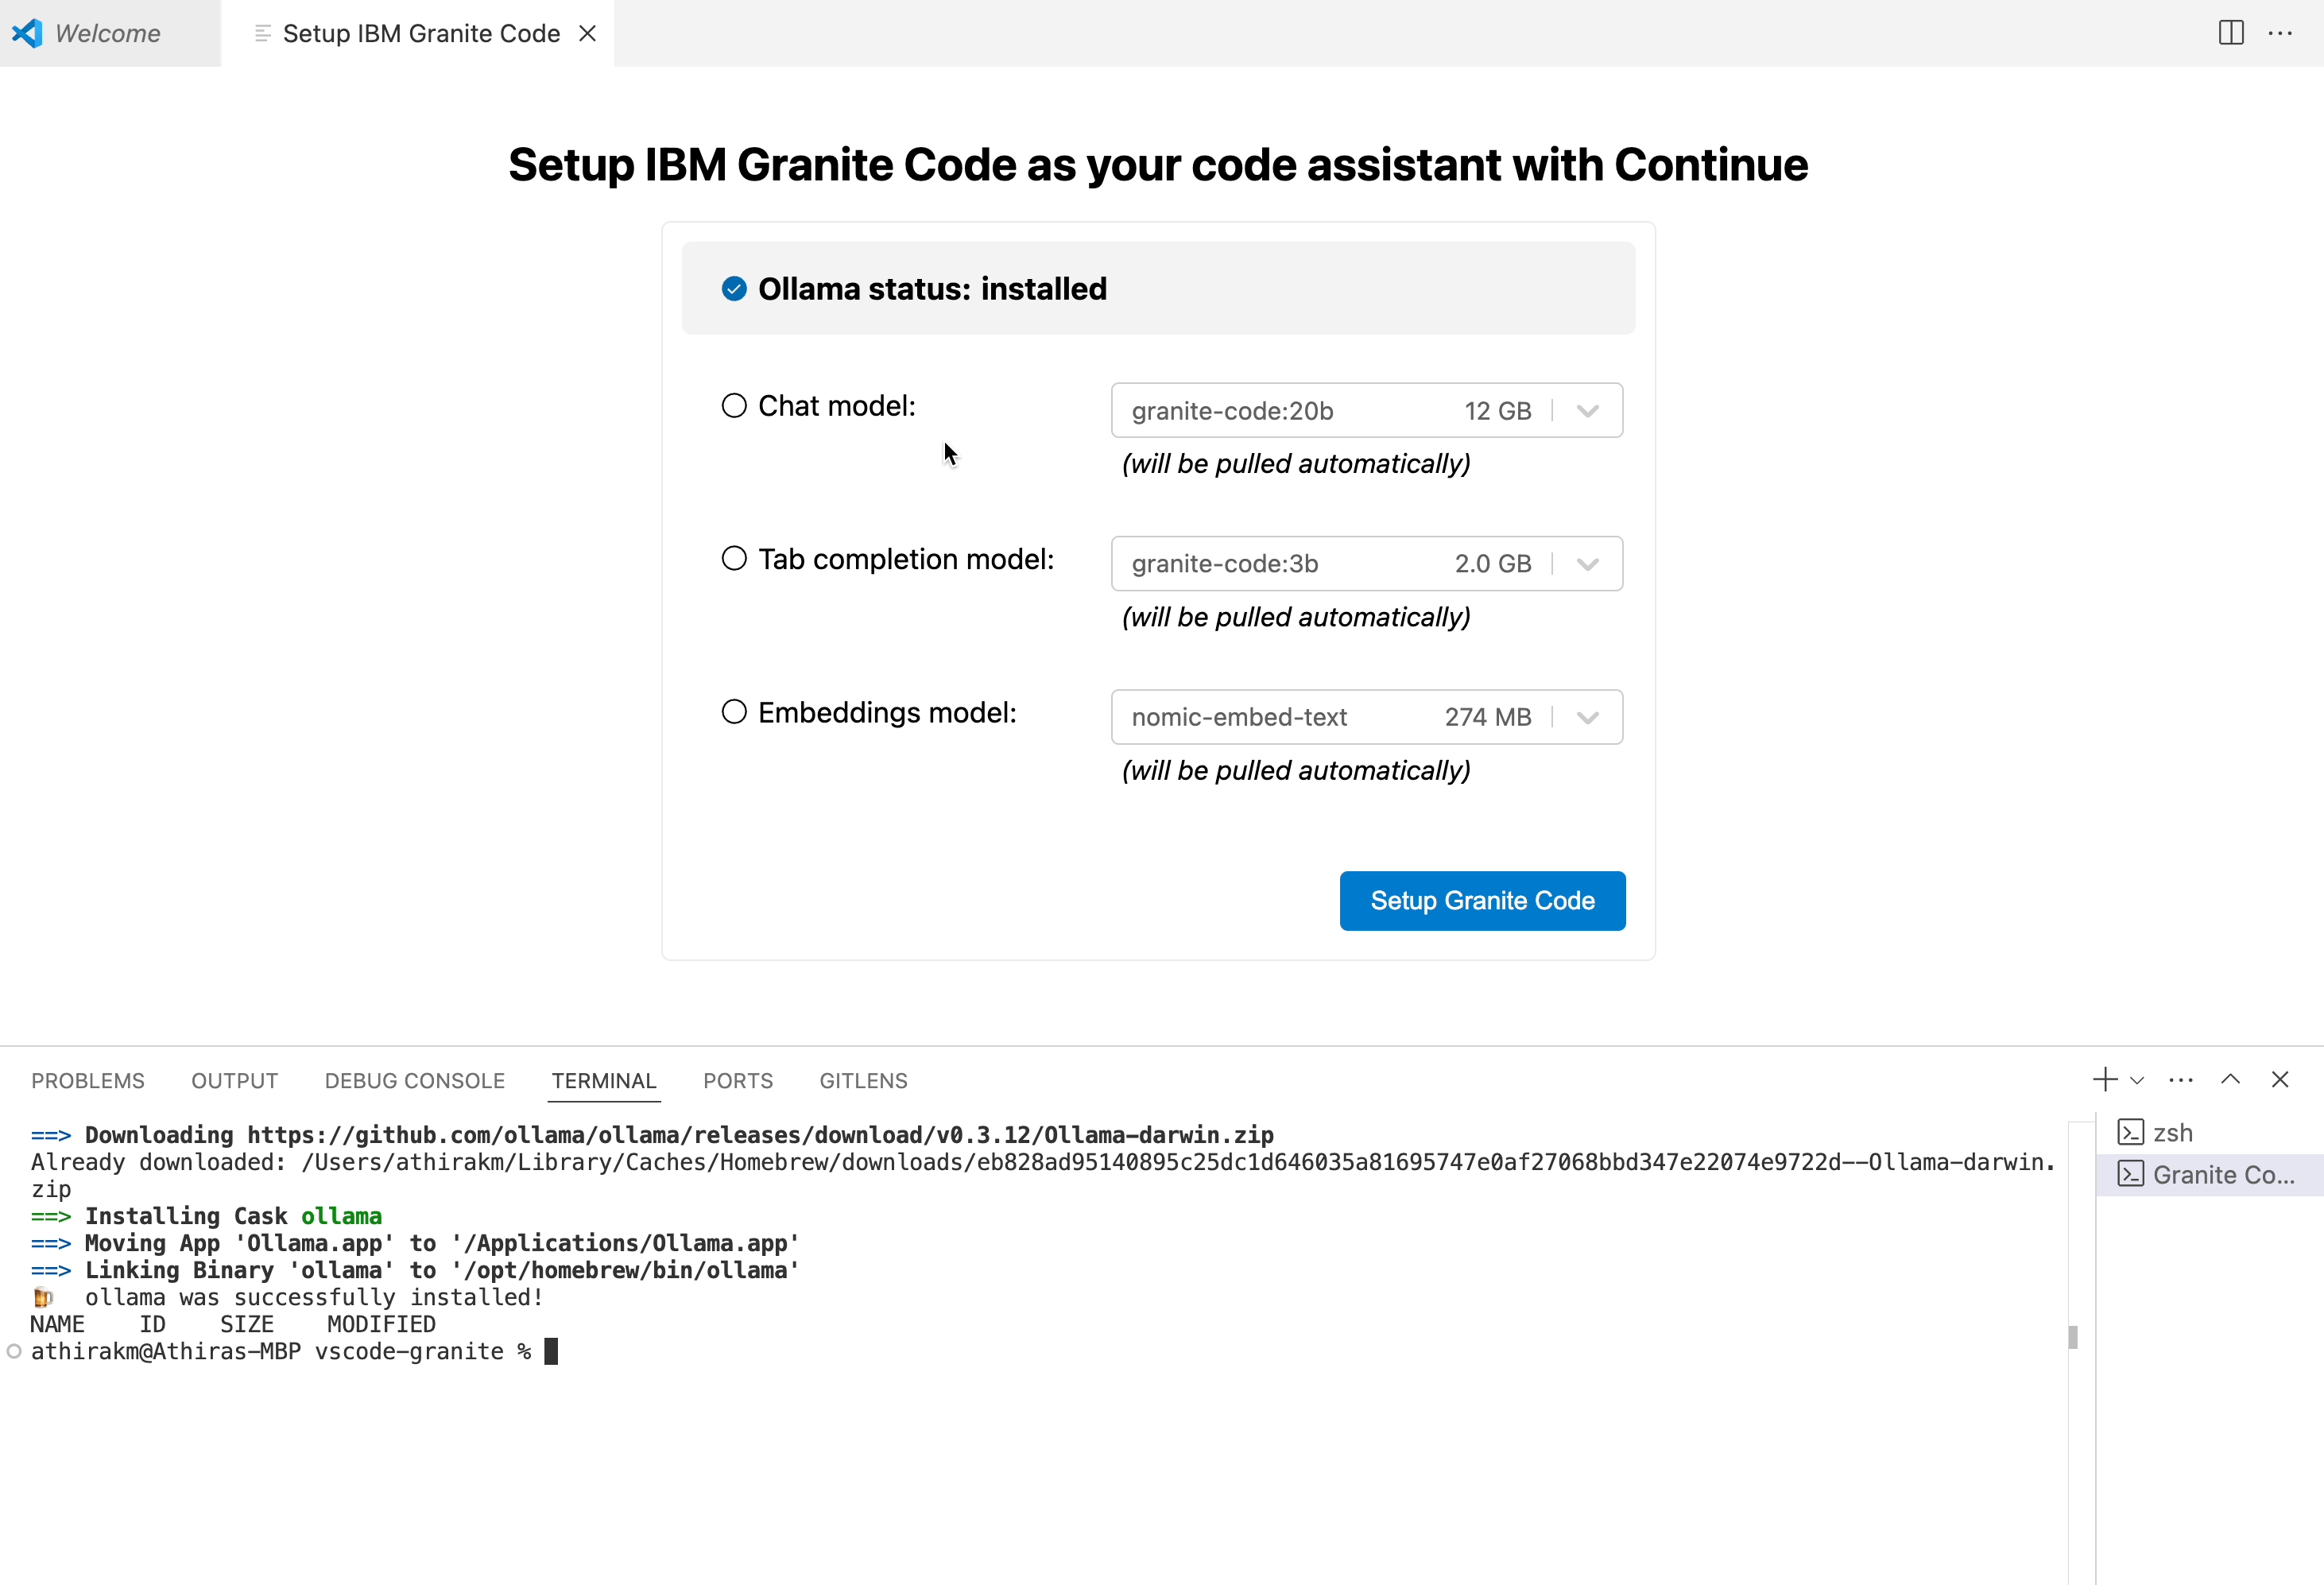 Welcome
Setup IBM Granite Code
Setup IBM Granite Code as your code assistant with Continue
Ollama status: installed
Chat model:
granite-code:20b 12 GB
(will be pulled automatically)
Tab completion model:
granite-code:3b 2.0 GB
(will be pulled automatically)
Embeddings model:
nomic-embed-text 274 MB
(will be pulled automatically)
Setup Granite Code
PROBLEMS OUTPUT DEBUG CONSOLE TERMINAL PORTS GITLENS
==> Downloading https://github.com/ollama/ollama/releases/download/v0.3.12/Ollama-darwin.zip
Already downloaded: /Users/athirakm/Library/Caches/Homebrew/downloads/eb828ad95140895c25dc1d646035a81695747e0af27068bbd347e22074e9722d--Ollama-darwin.
zip
==> Installing Cask ollama
==> Moving App 'Ollama.app' to '/Applications/Ollama.app'
==> Linking Binary 'ollama' to '/opt/homebrew/bin/ollama'
🍺 ollama was successfully installed!
NAME ID SIZE MODIFIED
athirakm@Athiras-MBP vscode-granite %
zsh
Granite Co...